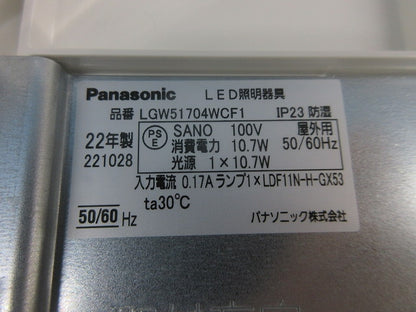 Panasonic LED照明器具
品番 LGW51704WCF1 IP23 防湿
22年製 PSE SANO 100V 屋外用
221028 消費電力 10.7W 50/60Hz
光源 1×10.7W
入力電流 0.17A ランプ1×LDF11N-H-GX53
ta30℃
50/60 Hz パナソニック株式会社